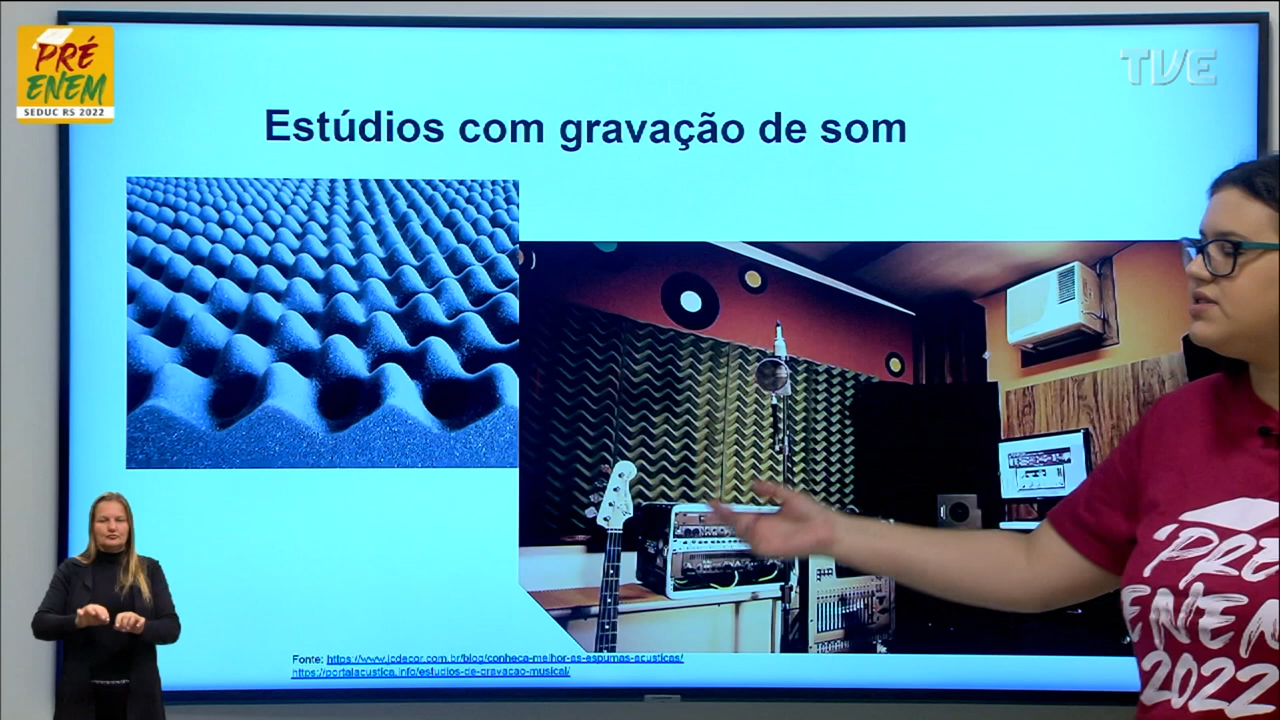 PRÉ
ENEM
SEDUC RS 2022
TVE
Estúdios com gravação de som
Fonte: https://www.jcdecor.com.br/blog/conheca-melhor-as-espumas-acusticas/
https://portalacustica.info/estudios-de-gravacao-musical/
PRÉ
ENEM
2022